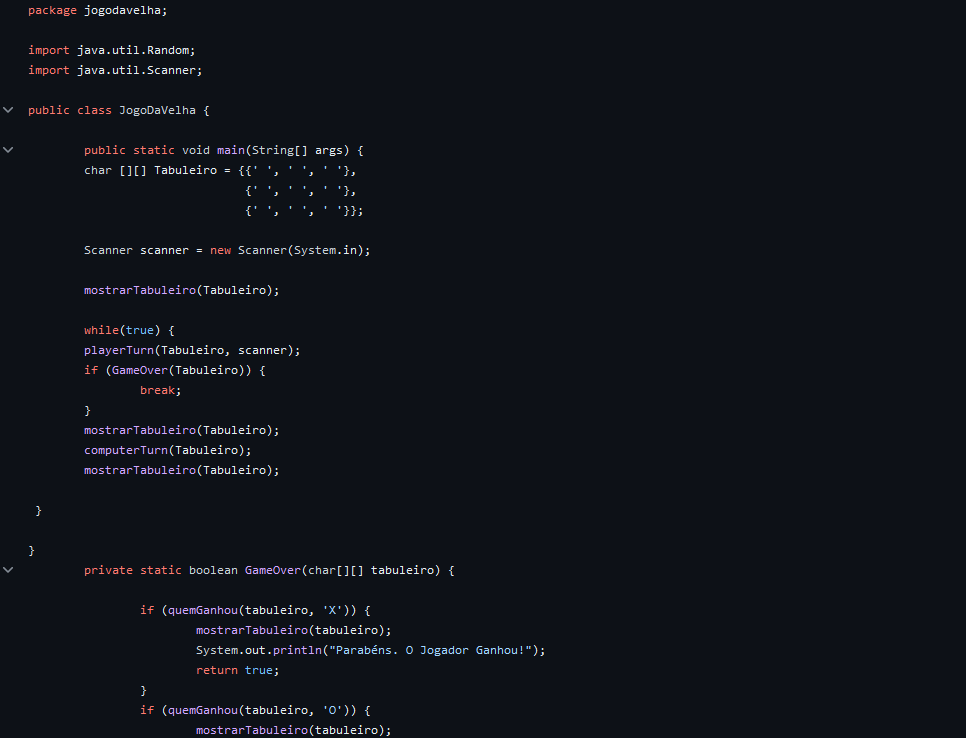 package jogodavelha;
import java.util.Random;
import java.util.Scanner;
public class JogoDaVelha {
public static void main(String[] args) {
char [][] Tabuleiro = {{' ', ' ', ' '},
{' ', ' ', ' '},
{' ', ' ', ' '}};
Scanner scanner = new Scanner(System.in);
mostrarTabuleiro(Tabuleiro);
while(true) {
playerTurn(Tabuleiro, scanner);
if (GameOver(Tabuleiro)) {
break;
}
mostrarTabuleiro(Tabuleiro);
computerTurn(Tabuleiro);
mostrarTabuleiro(Tabuleiro);
}
}
private static boolean GameOver(char[][] tabuleiro) {
if (quemGanhou(tabuleiro, 'X')) {
mostrarTabuleiro(tabuleiro);
System.out.println("Parabéns. O Jogador Ganhou!");
return true;
}
if (quemGanhou(tabuleiro, 'O')) {
mostrarTabuleiro(tabuleiro);